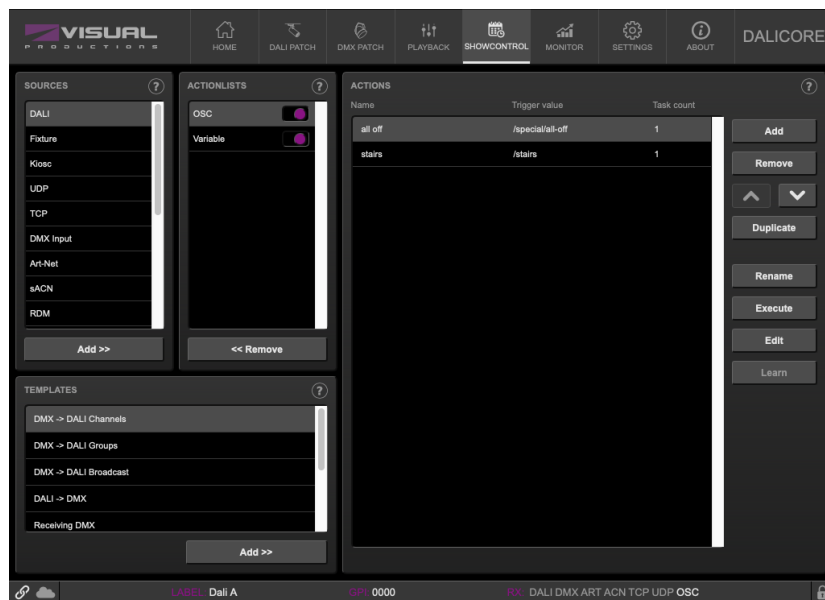 VISUAL
PRODUCTIONS
HOME
DALI PATCH
DMX PATCH
PLAYBACK
SHOWCONTROL
MONITOR
SETTINGS
ABOUT
DALICORE
SOURCES ?
DALI
Fixture
Kiosc
UDP
TCP
DMX Input
Art-Net
sACN
RDM
Add >>
ACTIONLISTS ?
OSC
Variable
<< Remove
TEMPLATES ?
DMX -> DALI Channels
DMX -> DALI Groups
DMX -> DALI Broadcast
DALI -> DMX
Receiving DMX
Add >>
ACTIONS ?
Name Trigger value Task count
all off /special/all-off 1
stairs /stairs 1
Add
Remove
Duplicate
Rename
Execute
Edit
Learn
LABEL: Dali A GPI: 0000 RX: DALI DMX ART ACN TCP UDP OSC